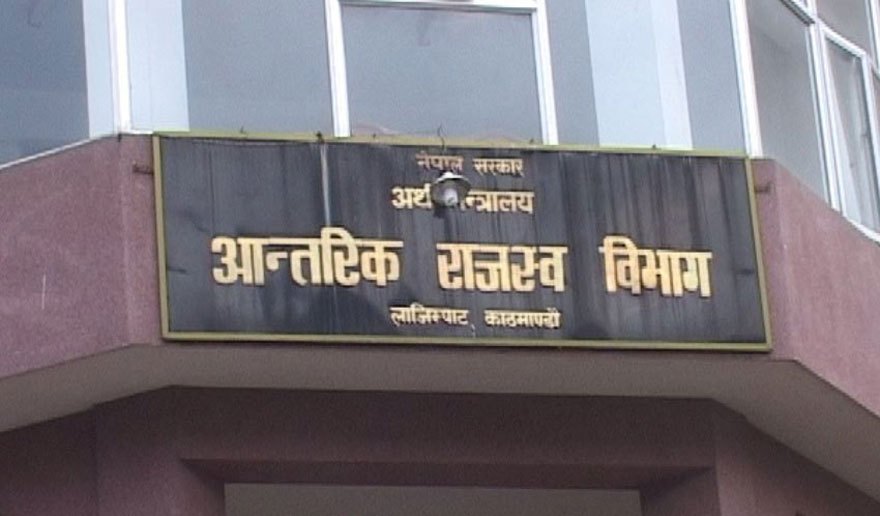 नेपाल सरकार
अर्थ मन्त्रालय
आन्तरिक राजस्व विभाग
लाजिम्पाट, काठमाण्डौ